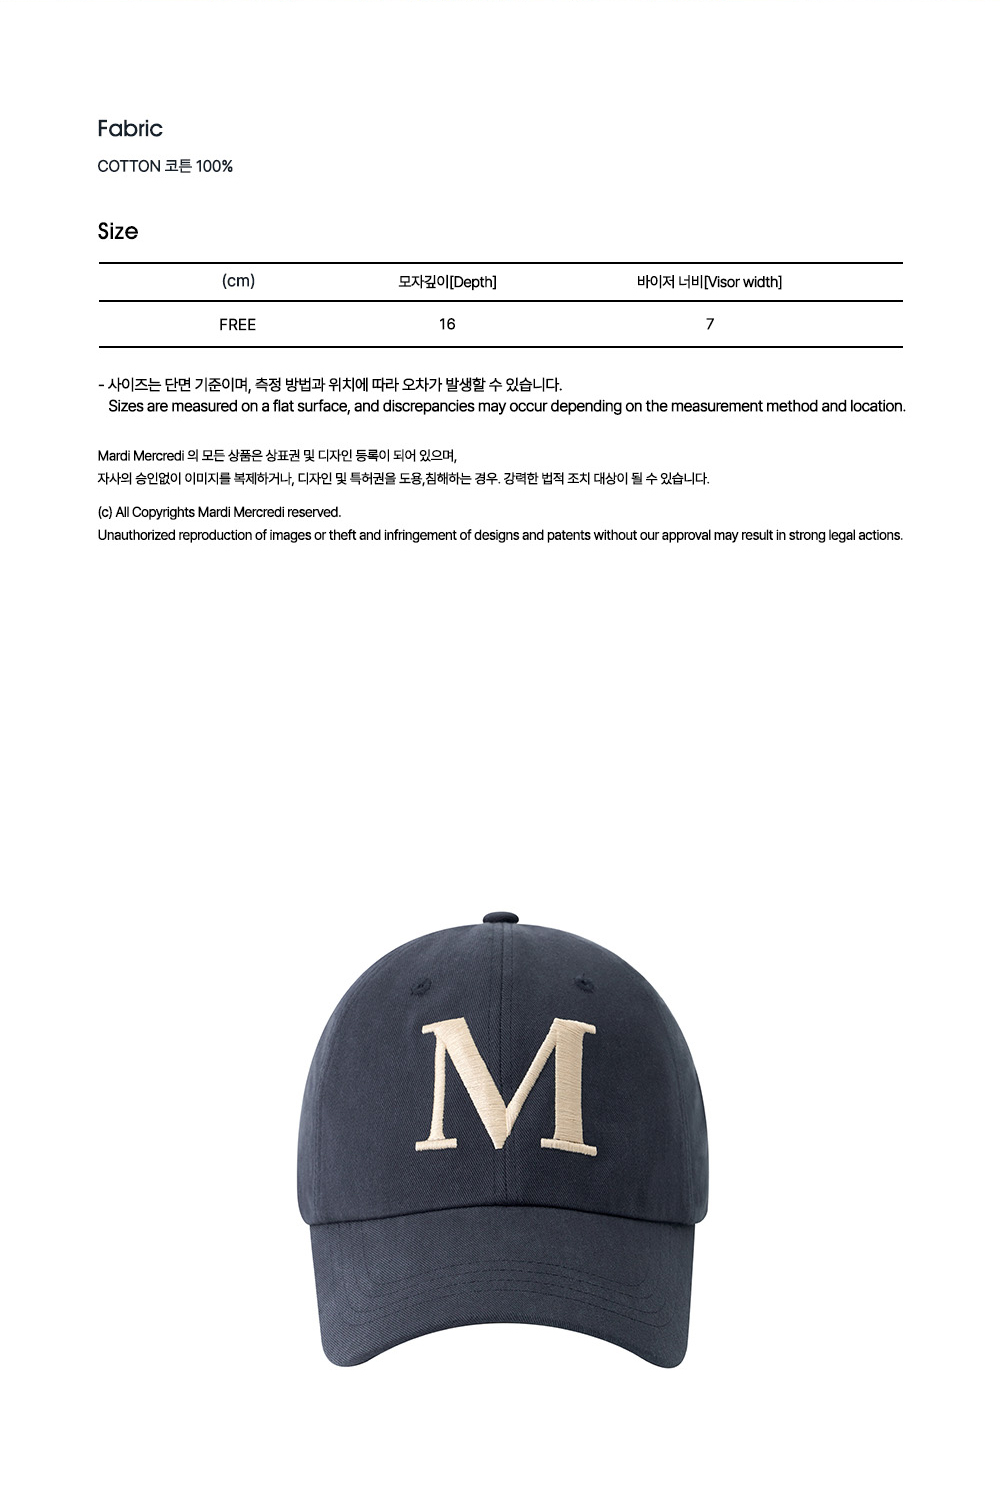 Fabric
COTTON 코튼 100%
Size
(cm) 모자깊이[Depth] 바이저 너비[Visor width]
FREE 16 7
- 사이즈는 단면 기준이며, 측정 방법과 위치에 따라 오차가 발생할 수 있습니다.
Sizes are measured on a flat surface, and discrepancies may occur depending on the measurement method and location.
Mardi Mercredi 의 모든 상품은 상표권 및 디자인 등록이 되어 있으며,
자사의 승인없이 이미지를 복제하거나, 디자인 및 특허권을 도용,침해하는 경우. 강력한 법적 조치 대상이 될 수 있습니다.
(c) All Copyrights Mardi Mercredi reserved.
Unauthorized reproduction of images or theft and infringement of designs and patents without our approval may result in strong legal actions.
M